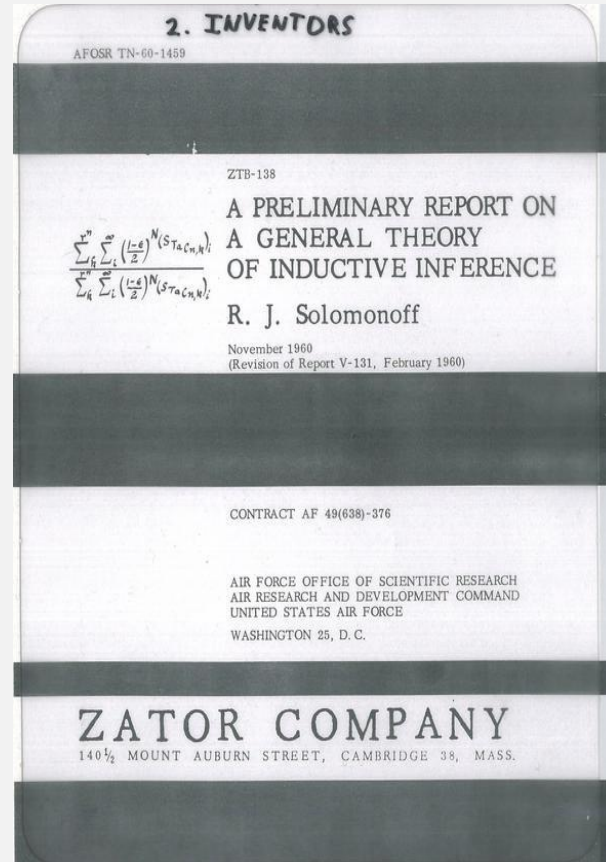 2. INVENTORS
AFOSR TN-60-1459
ZTB-138
A PRELIMINARY REPORT ON
A GENERAL THEORY
OF INDUCTIVE INFERENCE
R. J. Solomonoff
November 1960
(Revision of Report V-131, February 1960)
CONTRACT AF 49(638)-376
AIR FORCE OFFICE OF SCIENTIFIC RESEARCH
AIR RESEARCH AND DEVELOPMENT COMMAND
UNITED STATES AIR FORCE
WASHINGTON 25, D. C.
ZATOR COMPANY
140½ MOUNT AUBURN STREET, CAMBRIDGE 38, MASS.